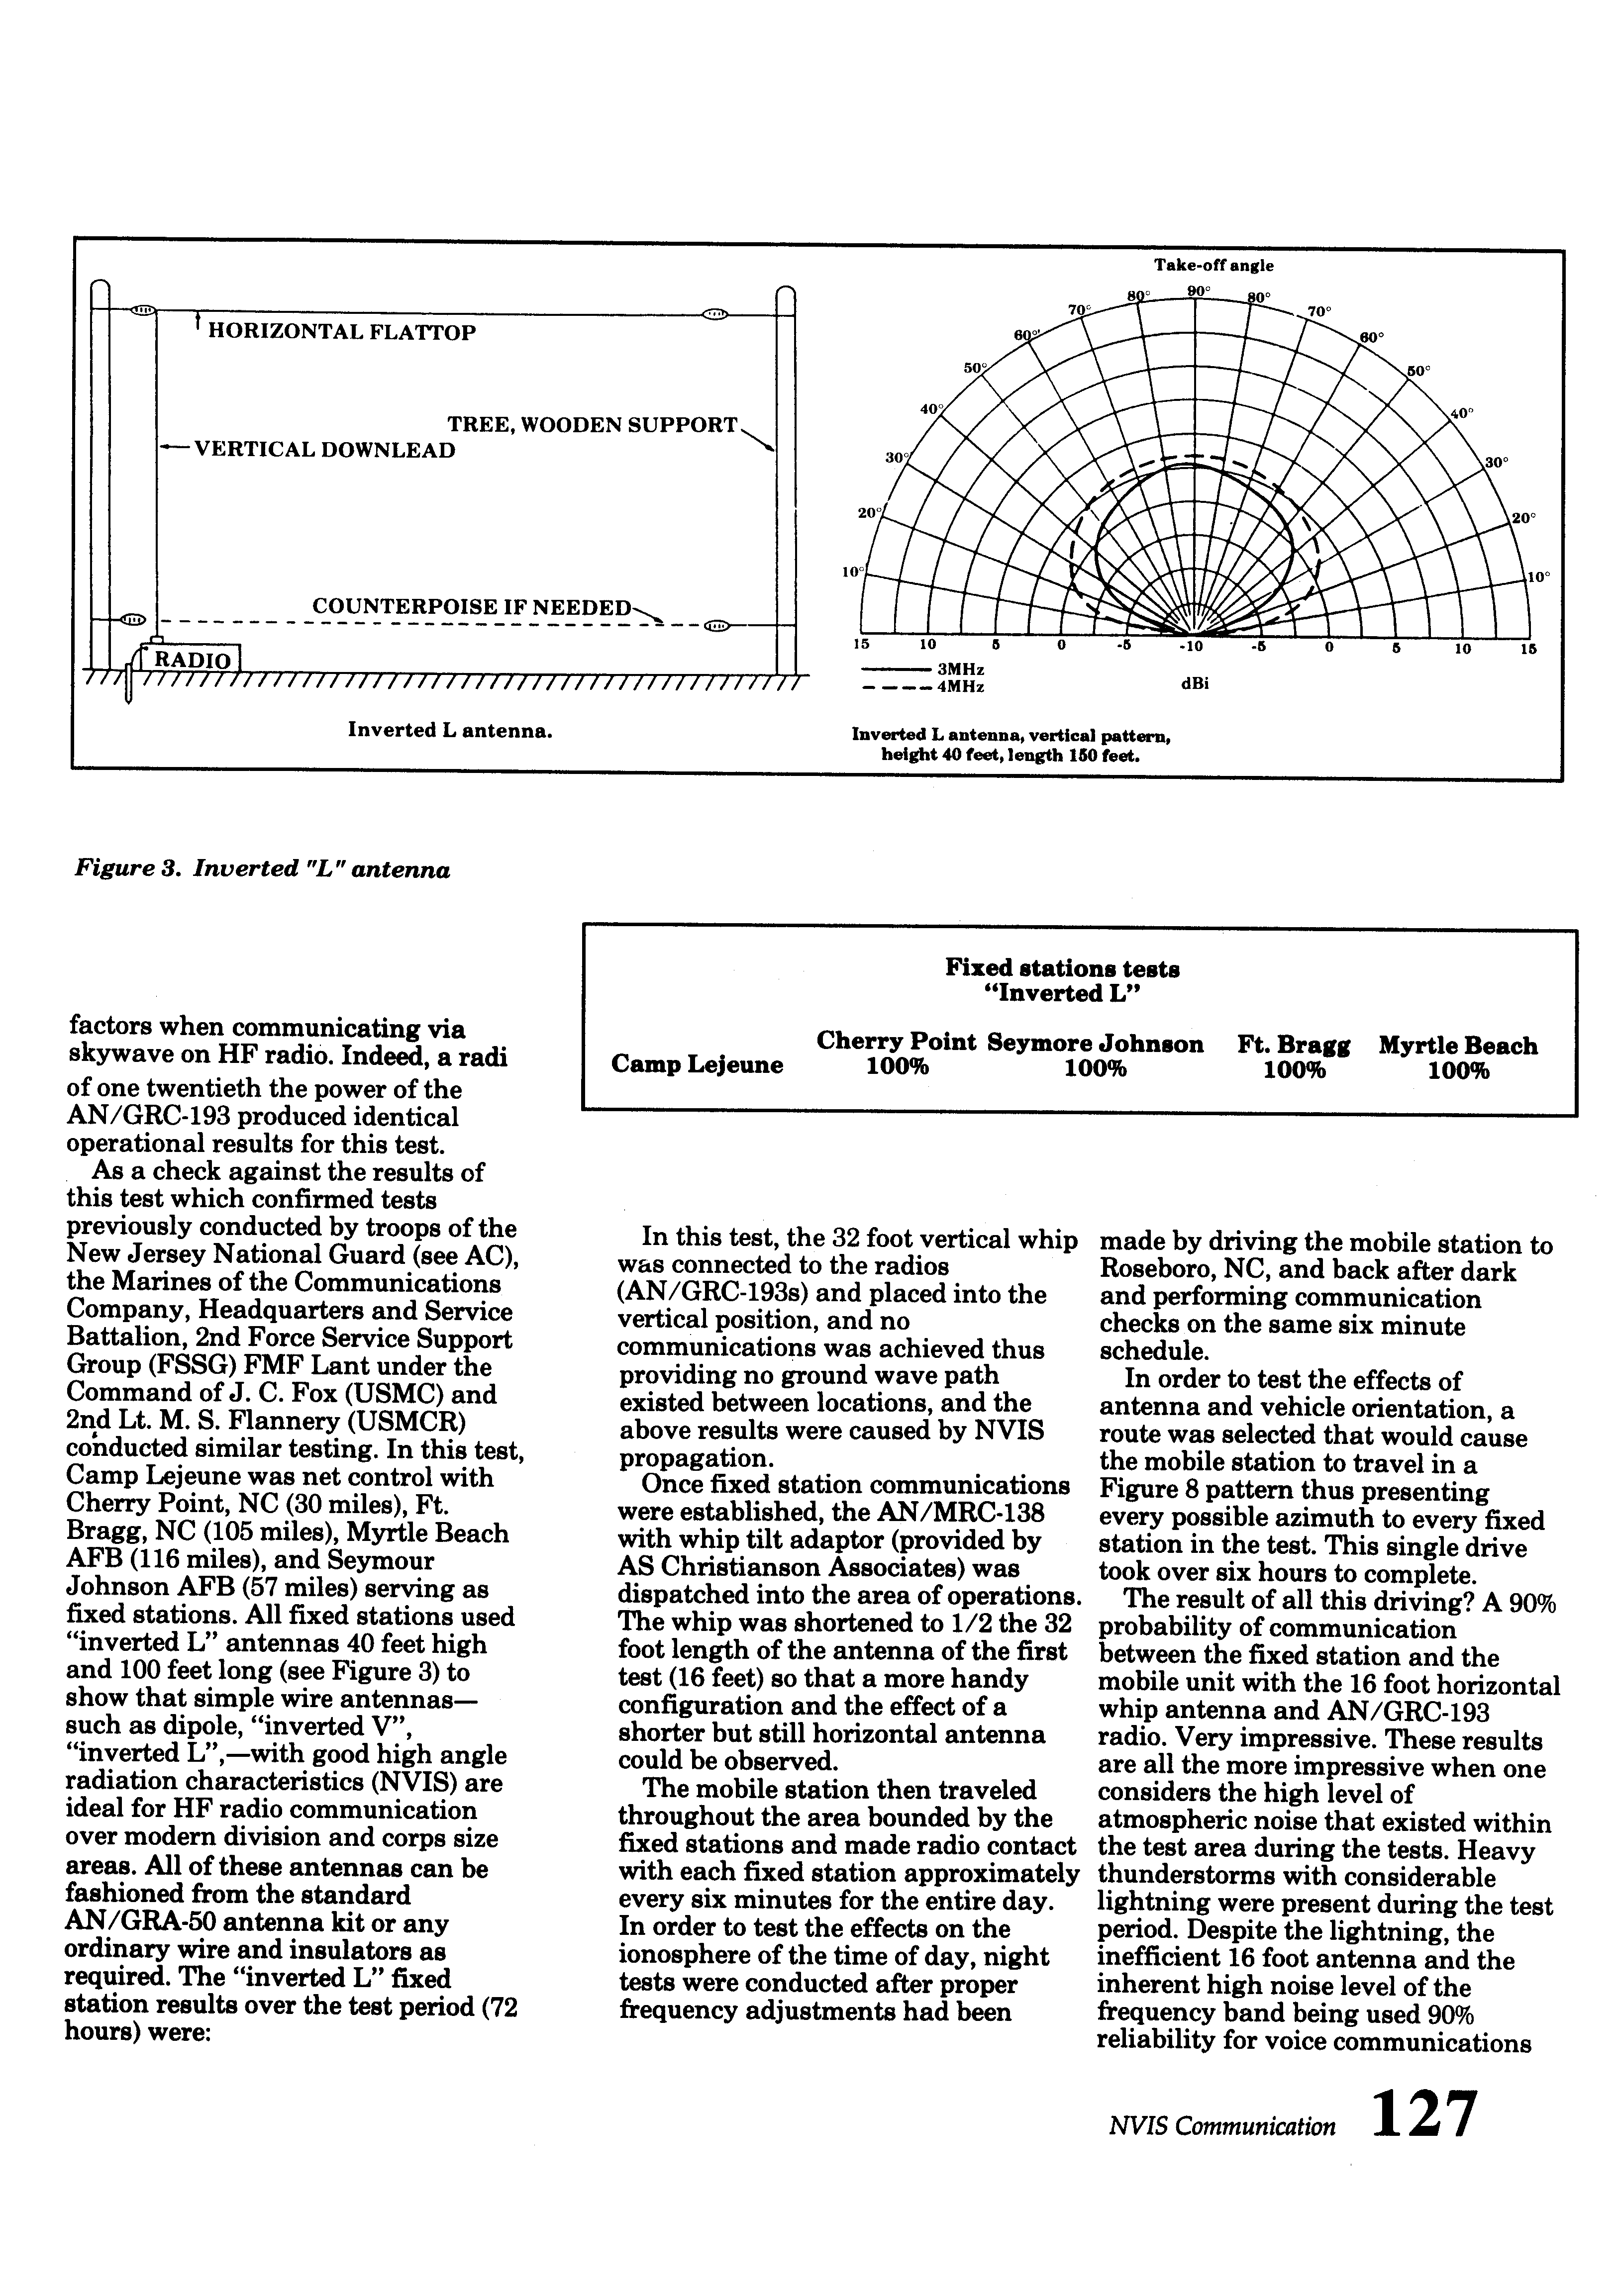 HORIZONTAL FLATTOP
TREE, WOODEN SUPPORT
VERTICAL DOWNLEAD
COUNTERPOISE IF NEEDED
RADIO
Inverted L antenna.
Take-off angle
90°
80° 80°
70° 70°
60° 60°
50° 50°
40° 40°
30° 30°
20° 20°
10° 10°
15 10 5 0 -5 -10 -5 0 5 10 15
3MHz
4MHz
dBi
Inverted L antenna, vertical pattern,
height 40 feet, length 150 feet.
Figure 3. Inverted "L" antenna
Fixed stations tests
“Inverted L”
Cherry Point Seymore Johnson Ft. Bragg Myrtle Beach
Camp Lejeune 100% 100% 100% 100%
factors when communicating via
skywave on HF radio. Indeed, a radi
of one twentieth the power of the
AN/GRC-193 produced identical
operational results for this test.
As a check against the results of
this test which confirmed tests
previously conducted by troops of the
New Jersey National Guard (see AC),
the Marines of the Communications
Company, Headquarters and Service
Battalion, 2nd Force Service Support
Group (FSSG) FMF Lant under the
Command of J. C. Fox (USMC) and
2nd Lt. M. S. Flannery (USMCR)
conducted similar testing. In this test,
Camp Lejeune was net control with
Cherry Point, NC (30 miles), Ft.
Bragg, NC (105 miles), Myrtle Beach
AFB (116 miles), and Seymour
Johnson AFB (57 miles) serving as
fixed stations. All fixed stations used
“inverted L” antennas 40 feet high
and 100 feet long (see Figure 3) to
show that simple wire antennas—
such as dipole, “inverted V”,
“inverted L”,—with good high angle
radiation characteristics (NVIS) are
ideal for HF radio communication
over modern division and corps size
areas. All of these antennas can be
fashioned from the standard
AN/GRA-50 antenna kit or any
ordinary wire and insulators as
required. The “inverted L” fixed
station results over the test period (72
hours) were:
In this test, the 32 foot vertical whip
was connected to the radios
(AN/GRC-193s) and placed into the
vertical position, and no
communications was achieved thus
providing no ground wave path
existed between locations, and the
above results were caused by NVIS
propagation.
Once fixed station communications
were established, the AN/MRC-138
with whip tilt adaptor (provided by
AS Christianson Associates) was
dispatched into the area of operations.
The whip was shortened to 1/2 the 32
foot length of the antenna of the first
test (16 feet) so that a more handy
configuration and the effect of a
shorter but still horizontal antenna
could be observed.
The mobile station then traveled
throughout the area bounded by the
fixed stations and made radio contact
with each fixed station approximately
every six minutes for the entire day.
In order to test the effects on the
ionosphere of the time of day, night
tests were conducted after proper
frequency adjustments had been
made by driving the mobile station to
Roseboro, NC, and back after dark
and performing communication
checks on the same six minute
schedule.
In order to test the effects of
antenna and vehicle orientation, a
route was selected that would cause
the mobile station to travel in a
Figure 8 pattern thus presenting
every possible azimuth to every fixed
station in the test. This single drive
took over six hours to complete.
The result of all this driving? A 90%
probability of communication
between the fixed station and the
mobile unit with the 16 foot horizontal
whip antenna and AN/GRC-193
radio. Very impressive. These results
are all the more impressive when one
considers the high level of
atmospheric noise that existed within
the test area during the tests. Heavy
thunderstorms with considerable
lightning were present during the test
period. Despite the lightning, the
inefficient 16 foot antenna and the
inherent high noise level of the
frequency band being used 90%
reliability for voice communications
NVIS Communication 127